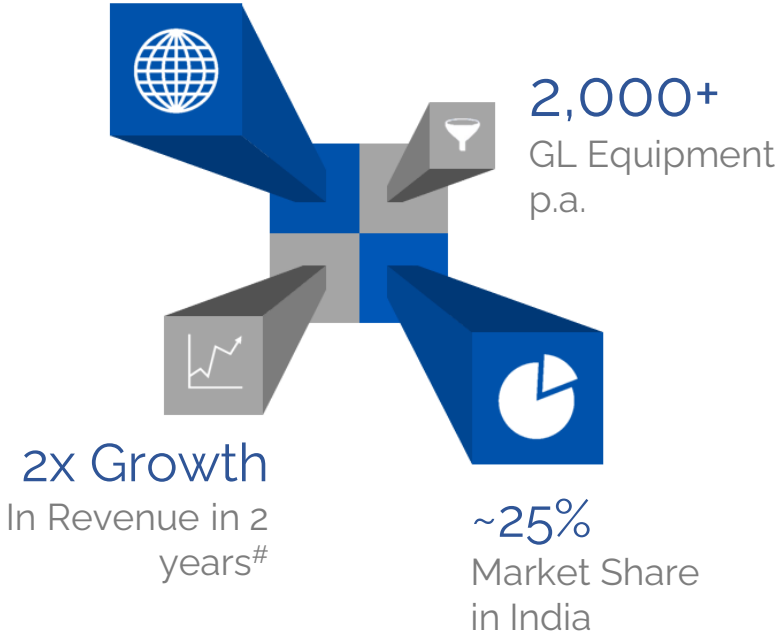 2,000+
GL Equipment
p.a.
2x Growth
In Revenue in 2
years#
~25%
Market Share
in India